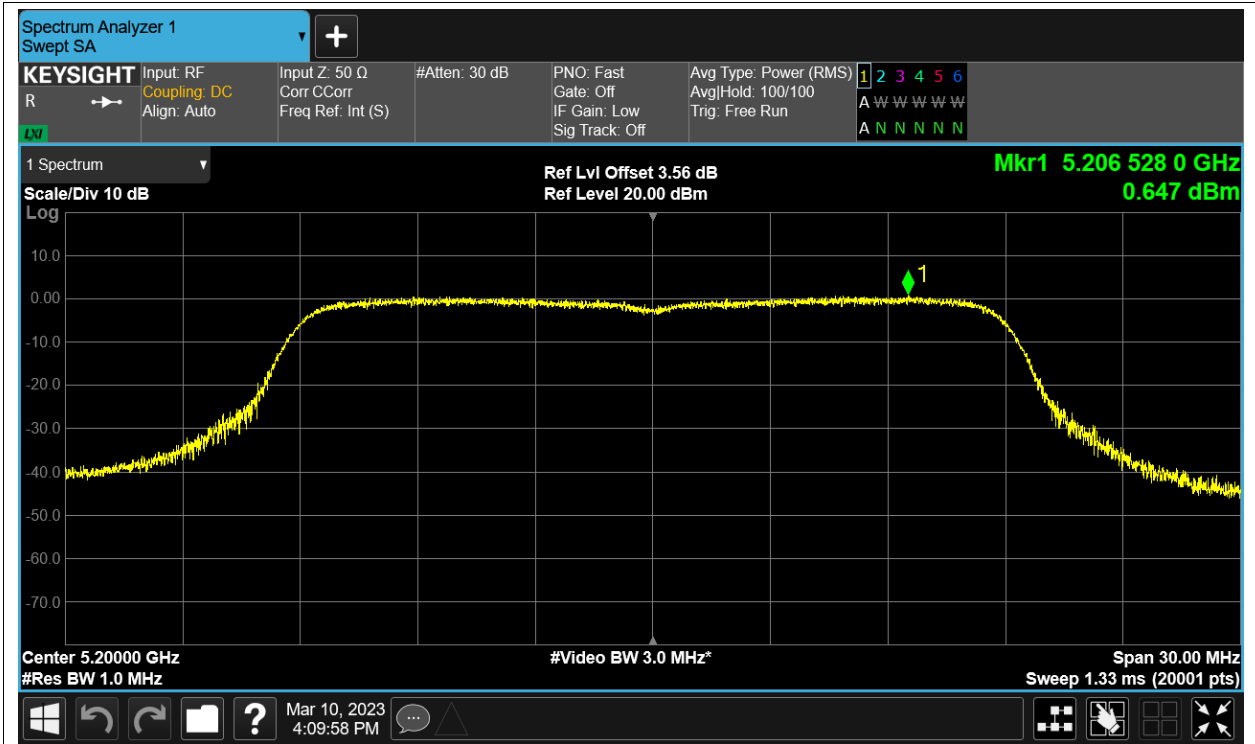 Spectrum Analyzer 1
Swept SA
+
KEYSIGHT
R
LXI
Input: RF
Coupling: DC
Align: Auto
Input Z: 50 Ω
Corr CCorr
Freq Ref: Int (S)
#Atten: 30 dB
PNO: Fast
Gate: Off
IF Gain: Low
Sig Track: Off
Avg Type: Power (RMS)
Avg|Hold: 100/100
Trig: Free Run
1 2 3 4 5 6
A W W W W W
A N N N N N
1 Spectrum
Scale/Div 10 dB
Ref Lvl Offset 3.56 dB
Ref Level 20.00 dBm
Mkr1 5.206 528 0 GHz
0.647 dBm
Log
10.0
0.00
-10.0
-20.0
-30.0
-40.0
-50.0
-60.0
-70.0
1
Center 5.20000 GHz
#Res BW 1.0 MHz
#Video BW 3.0 MHz*
Span 30.00 MHz
Sweep 1.33 ms (20001 pts)
?
Mar 10, 2023
4:09:58 PM